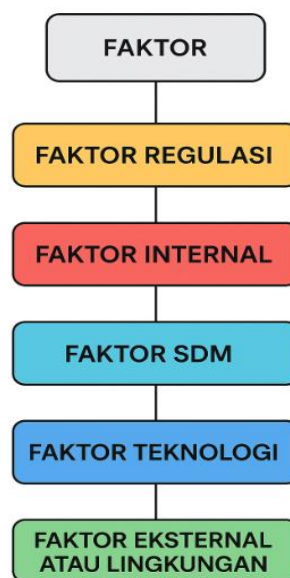 FAKTOR
FAKTOR REGULASI
FAKTOR INTERNAL
FAKTOR SDM
FAKTOR TEKNOLOGI
FAKTOR EKSTERNAL
ATAU LINGKUNGAN